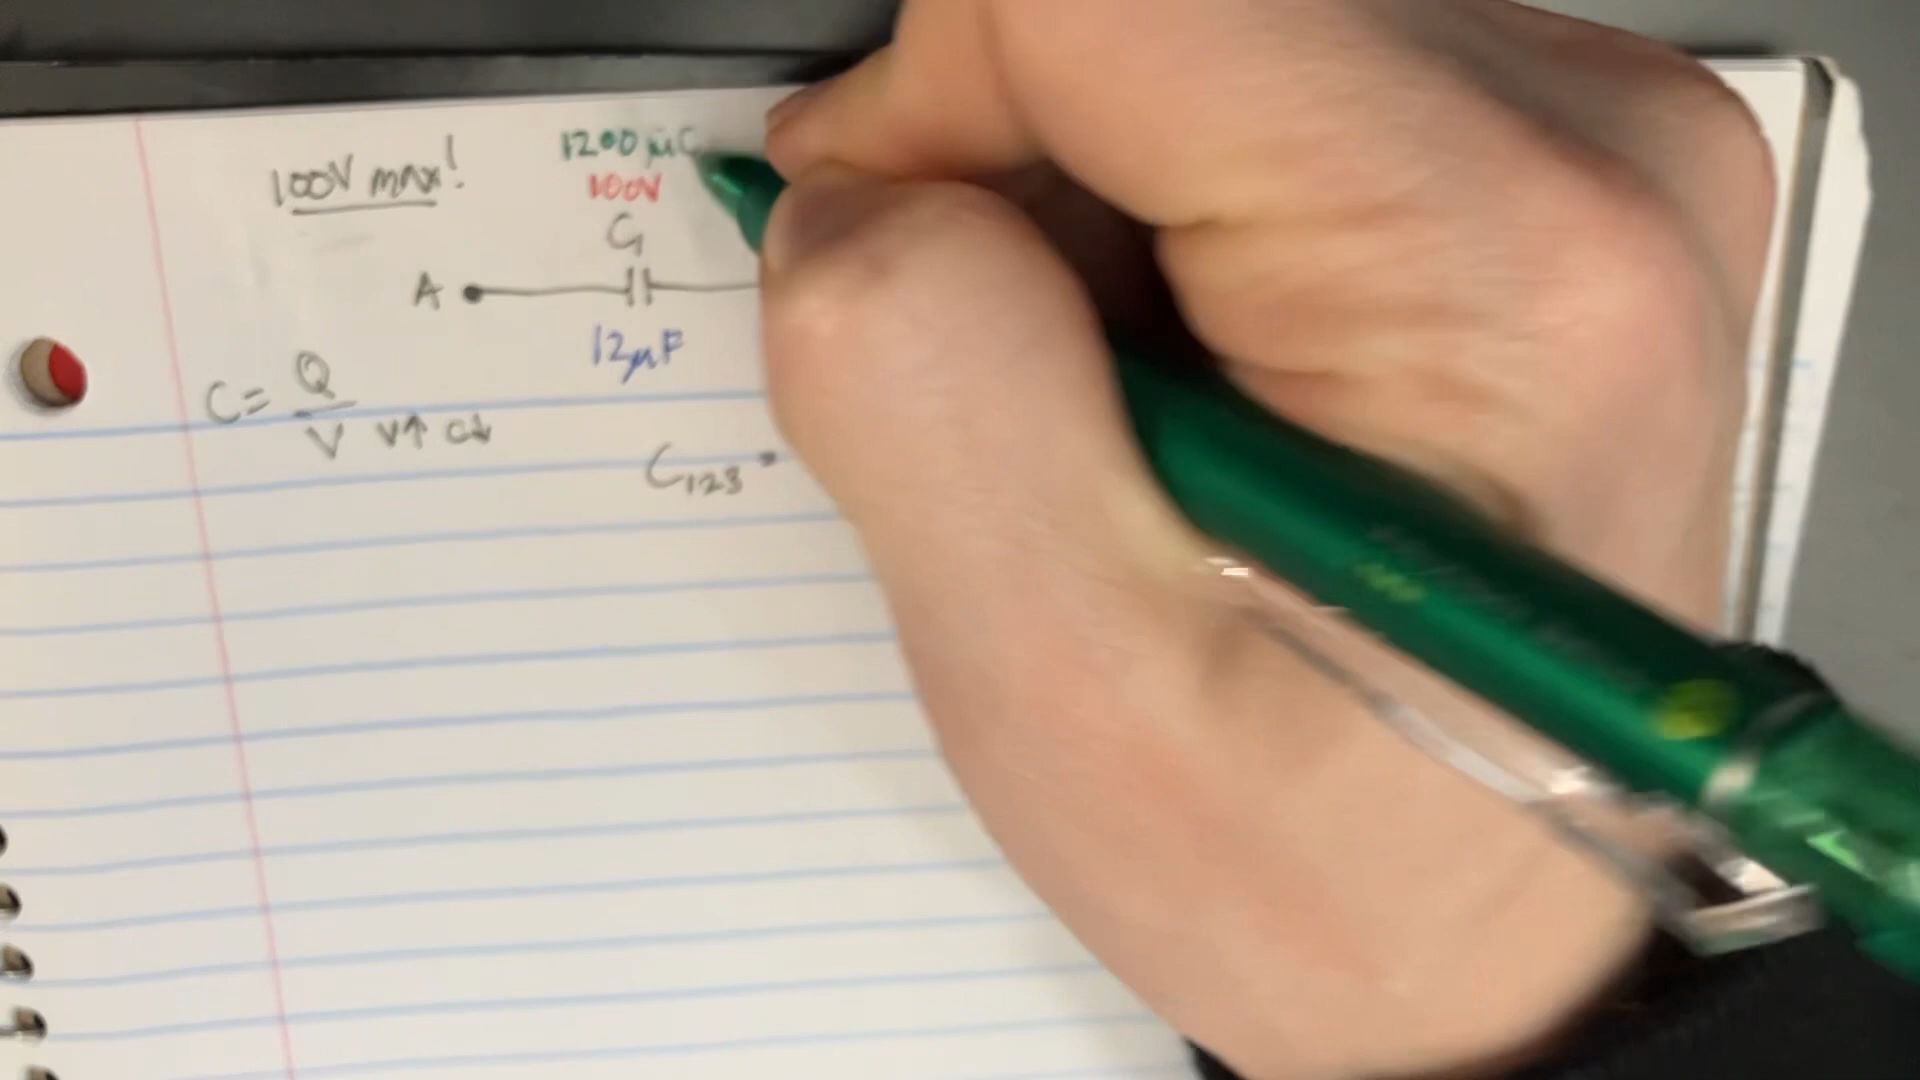 100V max!
1200 µC
100V
C₁
A
12µF
C = Q/V V↑ C↓
C₁₂₃ =